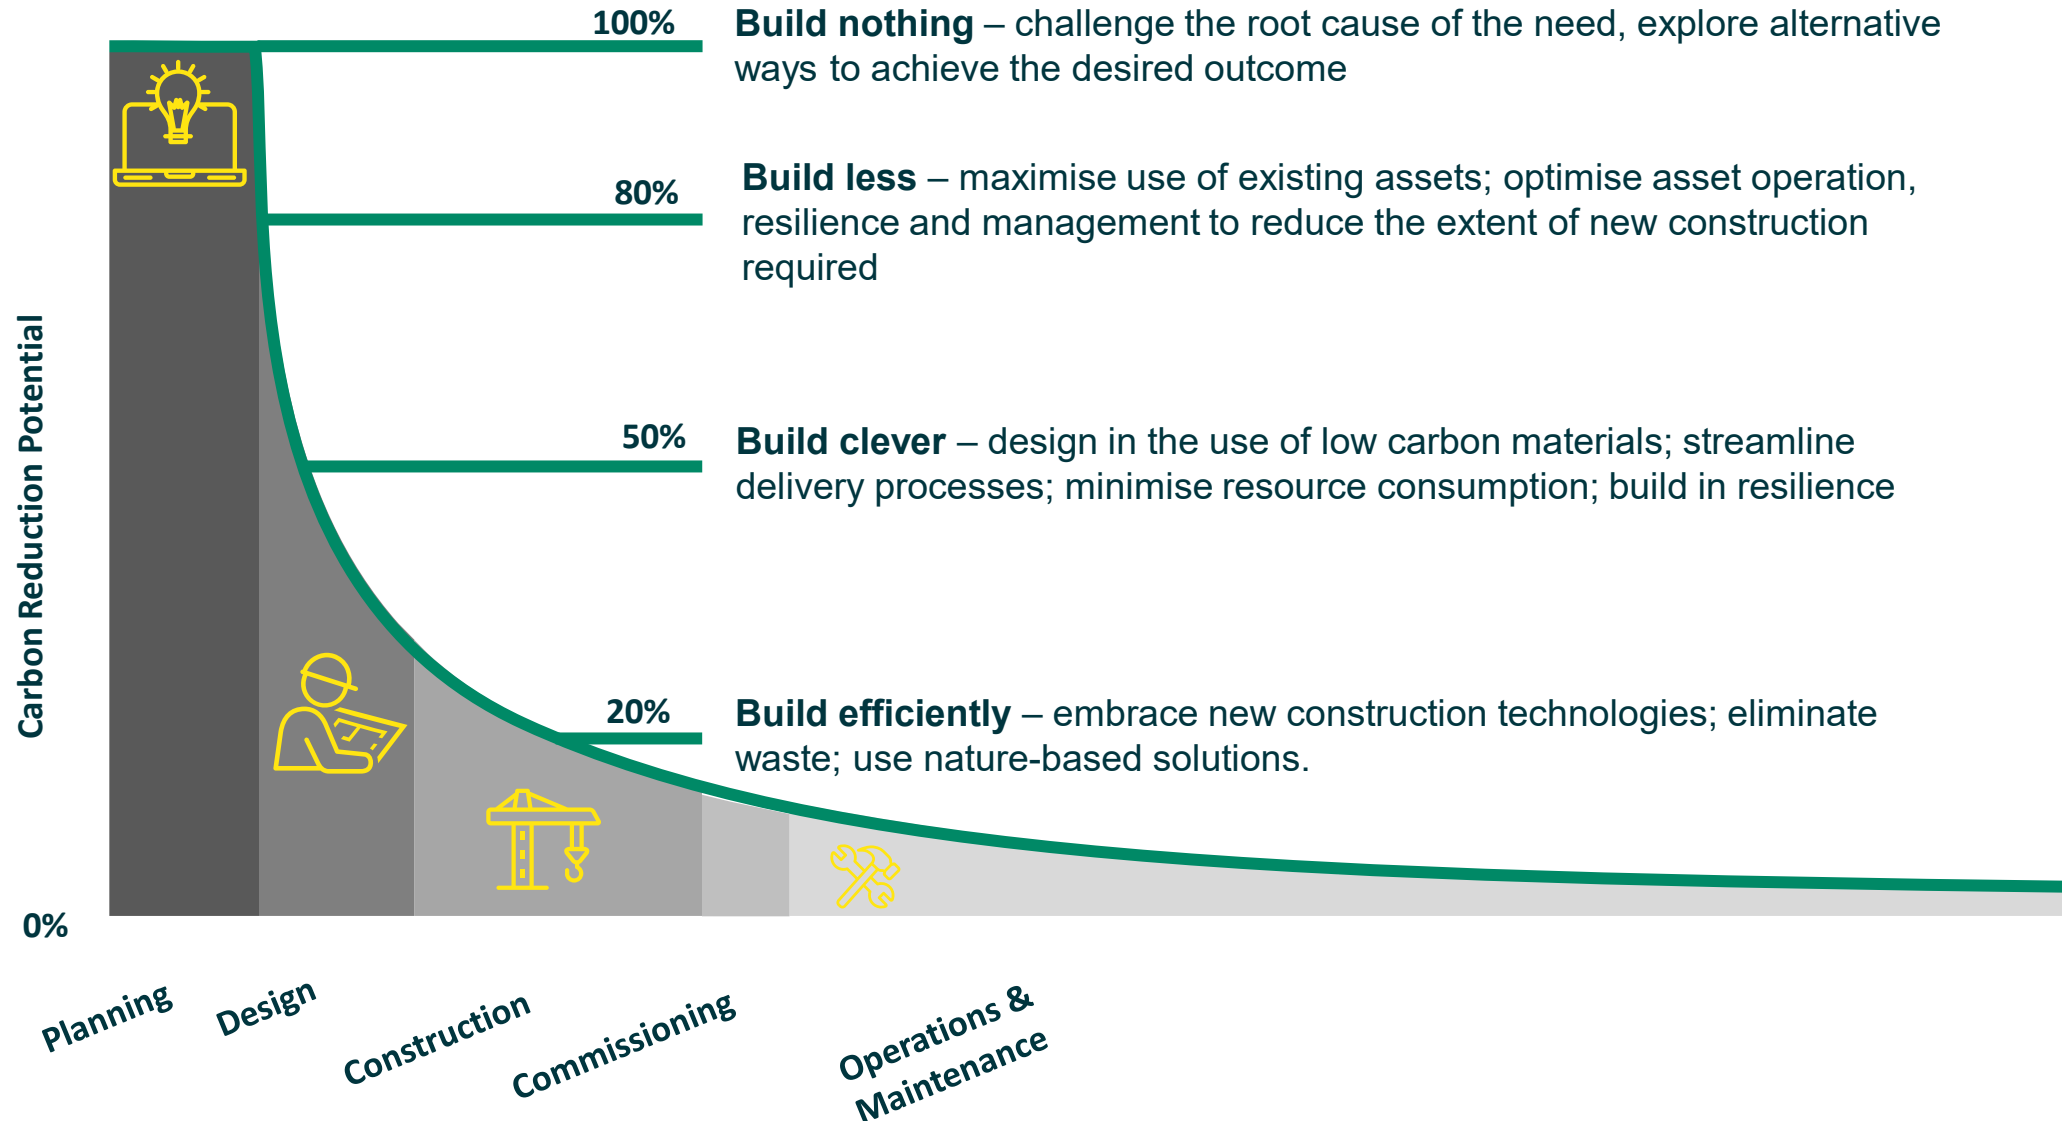 100%
Build nothing – challenge the root cause of the need, explore alternative
ways to achieve the desired outcome
80%
Build less – maximise use of existing assets; optimise asset operation,
resilience and management to reduce the extent of new construction
required
Carbon Reduction Potential
50%
Build clever – design in the use of low carbon materials; streamline
delivery processes; minimise resource consumption; build in resilience
20%
Build efficiently – embrace new construction technologies; eliminate
waste; use nature-based solutions.
0%
Planning
Design
Construction
Commissioning
Operations &
Maintenance